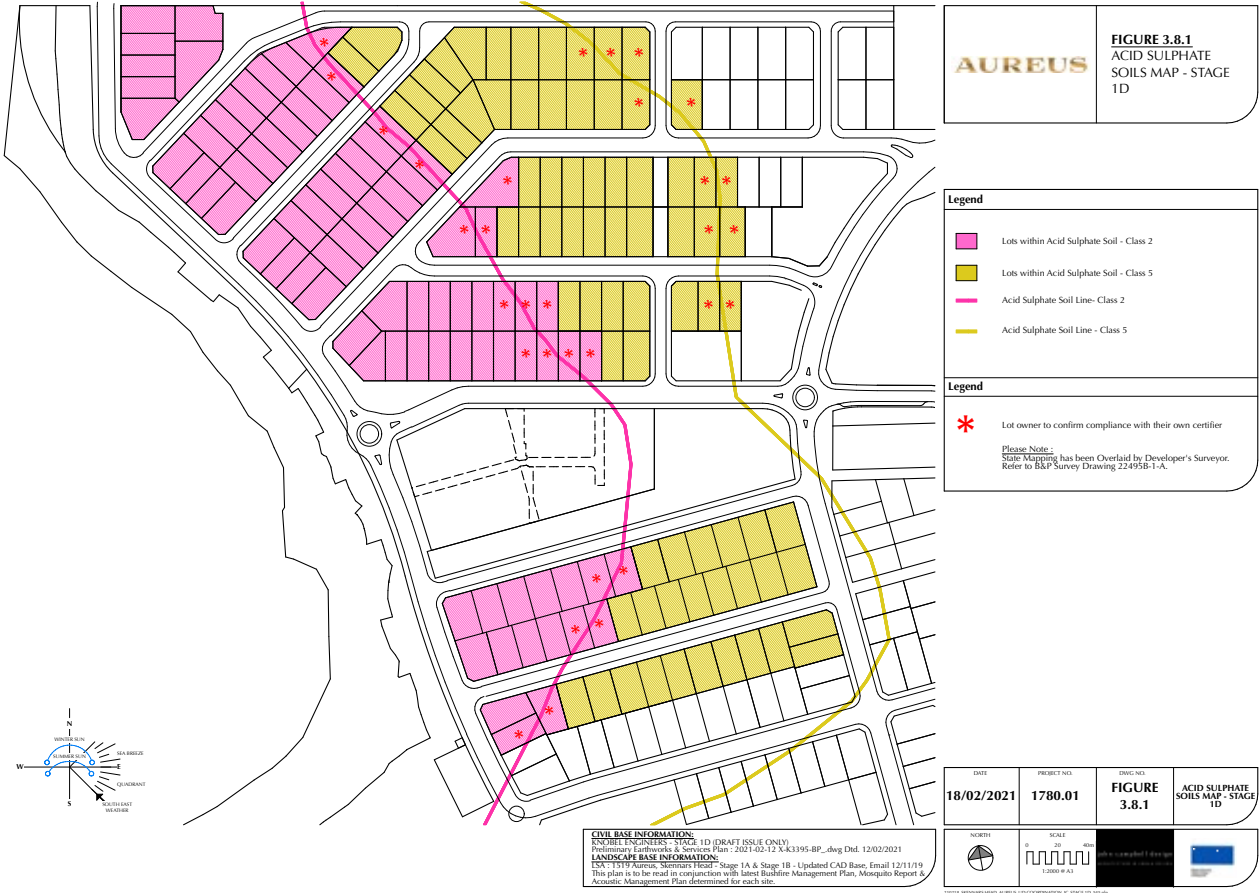 AUREUS
FIGURE 3.8.1
ACID SULPHATE
SOILS MAP - STAGE
1D
Legend
Lots within Acid Sulphate Soil - Class 2
Lots within Acid Sulphate Soil - Class 5
Acid Sulphate Soil Line- Class 2
Acid Sulphate Soil Line - Class 5
Legend
* Lot owner to confirm compliance with their own certifier
Please Note :
State Mapping has been Overlaid by Developer's Surveyor.
Refer to B&P Survey Drawing 22495B-1-A.
N
WINTER SUN
SUMMER SUN
SEA BREEZE
W
E
QUADRANT
S
SOUTH EAST
WEATHER
DATE
18/02/2021
PROJECT NO.
1780.01
DWG NO.
FIGURE
3.8.1
ACID SULPHATE
SOILS MAP - STAGE
1D
NORTH
SCALE
0 20 40m
1:2000 @ A3
CIVIL BASE INFORMATION:
KNOBEL ENGINEERS - STAGE 1D (DRAFT ISSUE ONLY)
Preliminary Earthworks & Services Plan : 2021-02-12 X-K3395-BP_.dwg Dtd. 12/02/2021
LANDSCAPE BASE INFORMATION:
LSA : 1519 Aureus, Skennars Head - Stage 1A & Stage 1B - Updated CAD Base, Email 12/11/19
This plan is to be read in conjunction with latest Bushfire Management Plan, Mosquito Report &
Acoustic Management Plan determined for each site.